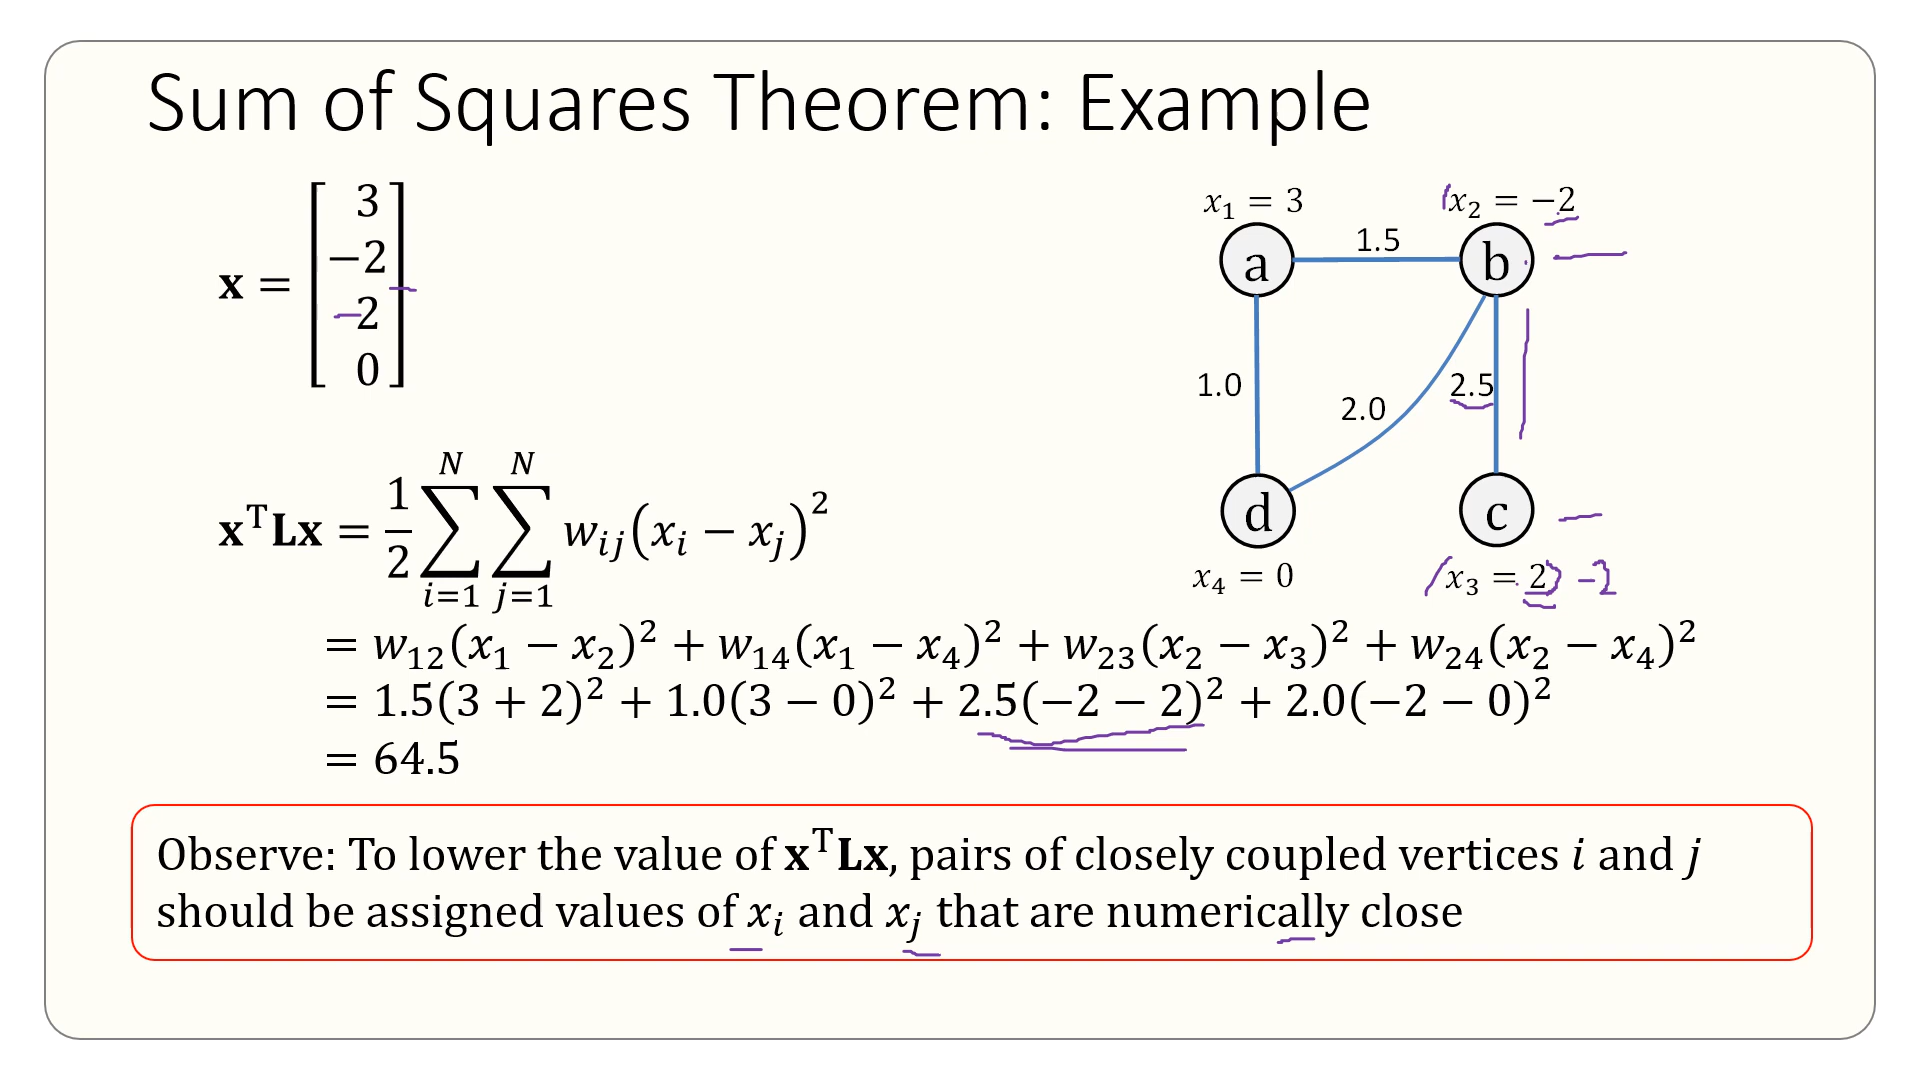 Sum of Squares Theorem: Example
x = [3
−2
2
0]
x₁ = 3
x₂ = −2
a
1.5
b
1.0
2.0
2.5
d
c
x₄ = 0
x₃ = 2 −2
xᵀLx = 1/2 ∑_{i=1}^{N} ∑_{j=1}^{N} w_{ij}(x_i − x_j)²
= w₁₂(x₁ − x₂)² + w₁₄(x₁ − x₄)² + w₂₃(x₂ − x₃)² + w₂₄(x₂ − x₄)²
= 1.5(3 + 2)² + 1.0(3 − 0)² + 2.5(−2 − 2)² + 2.0(−2 − 0)²
= 64.5
Observe: To lower the value of xᵀLx, pairs of closely coupled vertices i and j
should be assigned values of x_i and x_j that are numerically close